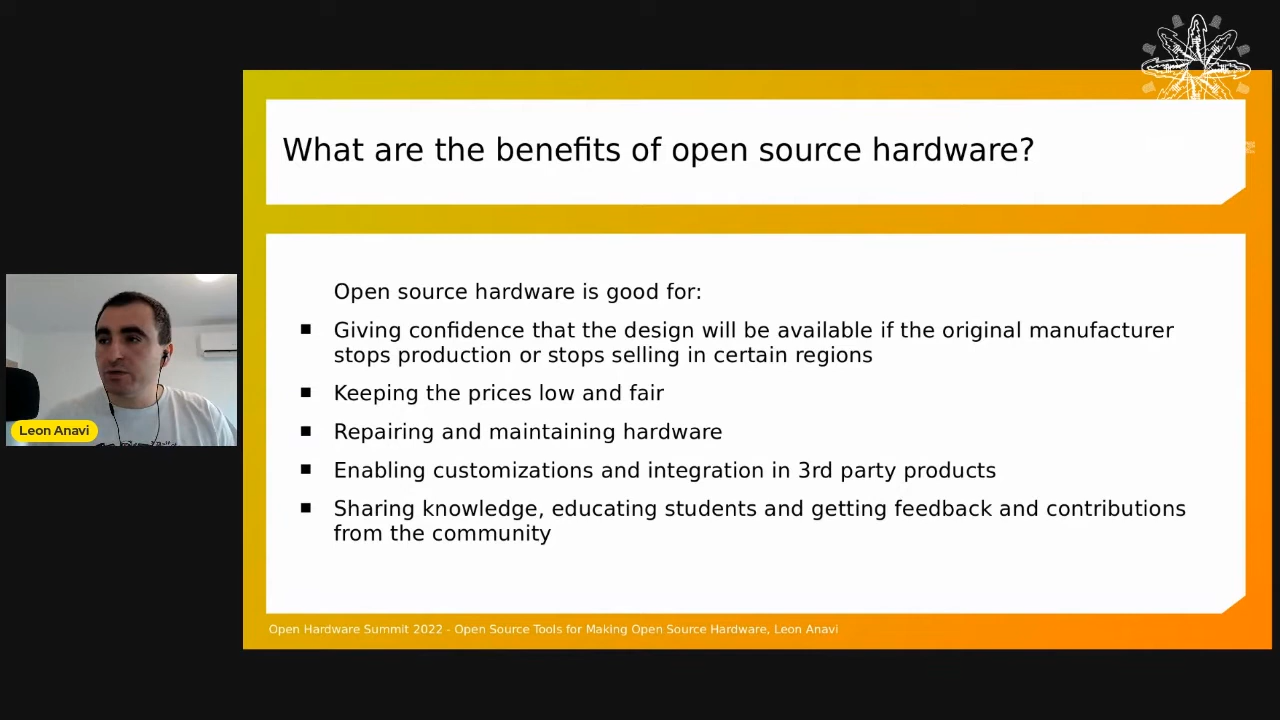 What are the benefits of open source hardware?
Open source hardware is good for:
Giving confidence that the design will be available if the original manufacturer
stops production or stops selling in certain regions
Keeping the prices low and fair
Repairing and maintaining hardware
Enabling customizations and integration in 3rd party products
Sharing knowledge, educating students and getting feedback and contributions
from the community
Leon Anavi
Open Hardware Summit 2022 - Open Source Tools for Making Open Source Hardware, Leon Anavi